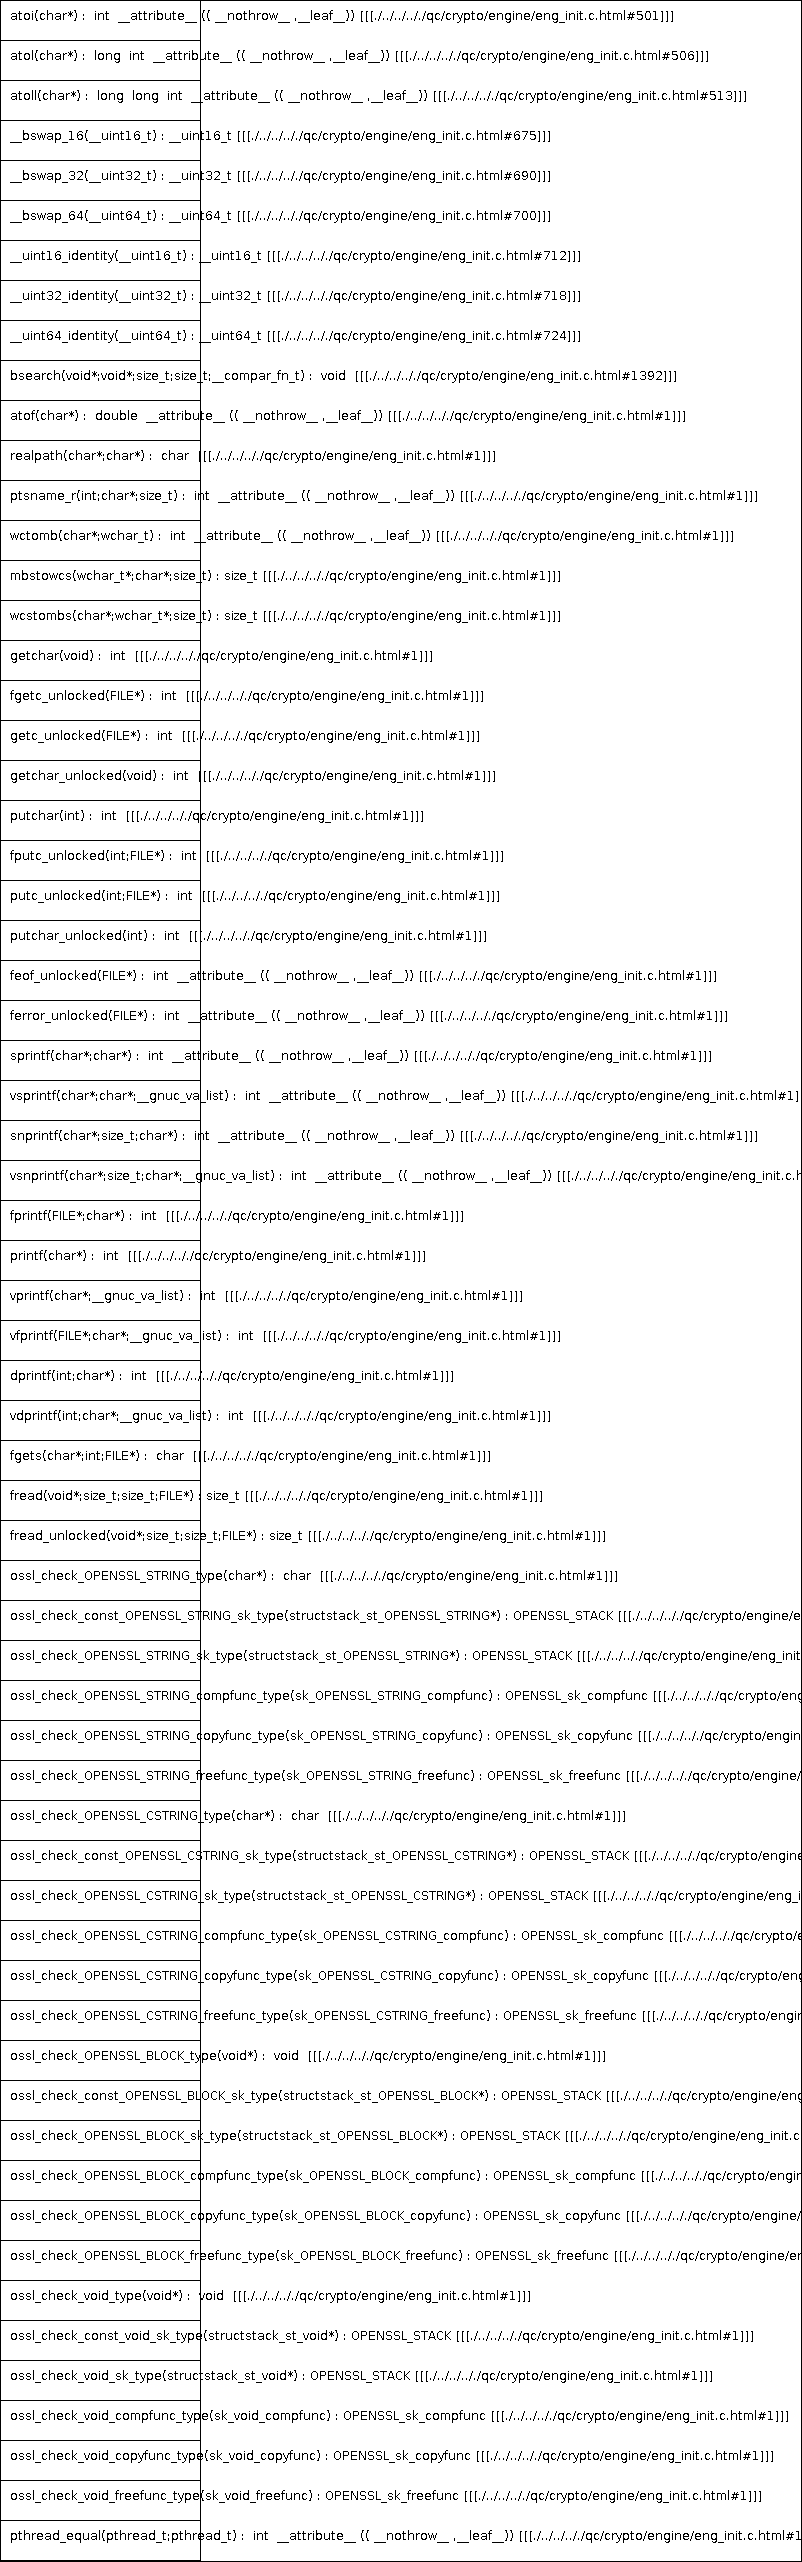 atoi(char*) :  int  __attribute__ (( __nothrow__ ,__leaf__)) [[[./../../../../qc/crypto/engine/eng_init.c.html#501]]]
atol(char*) :  long  int  __attribute__ (( __nothrow__ ,__leaf__)) [[[./../../../../qc/crypto/engine/eng_init.c.html#506]]]
atoll(char*) :  long  long  int  __attribute__ (( __nothrow__ ,__leaf__)) [[[./../../../../qc/crypto/engine/eng_init.c.html#513]]]
__bswap_16(__uint16_t) : __uint16_t [[[./../../../../qc/crypto/engine/eng_init.c.html#675]]]
__bswap_32(__uint32_t) : __uint32_t [[[./../../../../qc/crypto/engine/eng_init.c.html#690]]]
__bswap_64(__uint64_t) : __uint64_t [[[./../../../../qc/crypto/engine/eng_init.c.html#700]]]
__uint16_identity(__uint16_t) : __uint16_t [[[./../../../../qc/crypto/engine/eng_init.c.html#712]]]
__uint32_identity(__uint32_t) : __uint32_t [[[./../../../../qc/crypto/engine/eng_init.c.html#718]]]
__uint64_identity(__uint64_t) : __uint64_t [[[./../../../../qc/crypto/engine/eng_init.c.html#724]]]
bsearch(void*;void*;size_t;size_t;__compar_fn_t) :  void  [[[./../../../../qc/crypto/engine/eng_init.c.html#1392]]]
atof(char*) :  double  __attribute__ (( __nothrow__ ,__leaf__)) [[[./../../../../qc/crypto/engine/eng_init.c.html#1]]]
realpath(char*;char*) :  char  [[[./../../../../qc/crypto/engine/eng_init.c.html#1]]]
ptsname_r(int;char*;size_t) :  int  __attribute__ (( __nothrow__ ,__leaf__)) [[[./../../../../qc/crypto/engine/eng_init.c.html#1]]]
wctomb(char*;wchar_t) :  int  __attribute__ (( __nothrow__ ,__leaf__)) [[[./../../../../qc/crypto/engine/eng_init.c.html#1]]]
mbstowcs(wchar_t*;char*;size_t) : size_t [[[./../../../../qc/crypto/engine/eng_init.c.html#1]]]
wcstombs(char*;wchar_t*;size_t) : size_t [[[./../../../../qc/crypto/engine/eng_init.c.html#1]]]
getchar(void) :  int  [[[./../../../../qc/crypto/engine/eng_init.c.html#1]]]
fgetc_unlocked(FILE*) :  int  [[[./../../../../qc/crypto/engine/eng_init.c.html#1]]]
getc_unlocked(FILE*) :  int  [[[./../../../../qc/crypto/engine/eng_init.c.html#1]]]
getchar_unlocked(void) :  int  [[[./../../../../qc/crypto/engine/eng_init.c.html#1]]]
putchar(int) :  int  [[[./../../../../qc/crypto/engine/eng_init.c.html#1]]]
fputc_unlocked(int;FILE*) :  int  [[[./../../../../qc/crypto/engine/eng_init.c.html#1]]]
putc_unlocked(int;FILE*) :  int  [[[./../../../../qc/crypto/engine/eng_init.c.html#1]]]
putchar_unlocked(int) :  int  [[[./../../../../qc/crypto/engine/eng_init.c.html#1]]]
feof_unlocked(FILE*) :  int  __attribute__ (( __nothrow__ ,__leaf__)) [[[./../../../../qc/crypto/engine/eng_init.c.html#1]]]
ferror_unlocked(FILE*) :  int  __attribute__ (( __nothrow__ ,__leaf__)) [[[./../../../../qc/crypto/engine/eng_init.c.html#1]]]
sprintf(char*;char*) :  int  __attribute__ (( __nothrow__ ,__leaf__)) [[[./../../../../qc/crypto/engine/eng_init.c.html#1]]]
vsprintf(char*;char*;__gnuc_va_list) :  int  __attribute__ (( __nothrow__ ,__leaf__)) [[[./../../../../qc/crypto/engine/eng_init.c.html#1]
snprintf(char*;size_t;char*) :  int  __attribute__ (( __nothrow__ ,__leaf__)) [[[./../../../../qc/crypto/engine/eng_init.c.html#1]]]
vsnprintf(char*;size_t;char*;__gnuc_va_list) :  int  __attribute__ (( __nothrow__ ,__leaf__)) [[[./../../../../qc/crypto/engine/eng_init.c.h
fprintf(FILE*;char*) :  int  [[[./../../../../qc/crypto/engine/eng_init.c.html#1]]]
printf(char*) :  int  [[[./../../../../qc/crypto/engine/eng_init.c.html#1]]]
vprintf(char*;__gnuc_va_list) :  int  [[[./../../../../qc/crypto/engine/eng_init.c.html#1]]]
vfprintf(FILE*;char*;__gnuc_va_list) :  int  [[[./../../../../qc/crypto/engine/eng_init.c.html#1]]]
dprintf(int;char*) :  int  [[[./../../../../qc/crypto/engine/eng_init.c.html#1]]]
vdprintf(int;char*;__gnuc_va_list) :  int  [[[./../../../../qc/crypto/engine/eng_init.c.html#1]]]
fgets(char*;int;FILE*) :  char  [[[./../../../../qc/crypto/engine/eng_init.c.html#1]]]
fread(void*;size_t;size_t;FILE*) : size_t [[[./../../../../qc/crypto/engine/eng_init.c.html#1]]]
fread_unlocked(void*;size_t;size_t;FILE*) : size_t [[[./../../../../qc/crypto/engine/eng_init.c.html#1]]]
ossl_check_OPENSSL_STRING_type(char*) :  char  [[[./../../../../qc/crypto/engine/eng_init.c.html#1]]]
ossl_check_const_OPENSSL_STRING_sk_type(structstack_st_OPENSSL_STRING*) : OPENSSL_STACK [[[./../../../../qc/crypto/engine/e
ossl_check_OPENSSL_STRING_sk_type(structstack_st_OPENSSL_STRING*) : OPENSSL_STACK [[[./../../../../qc/crypto/engine/eng_init
ossl_check_OPENSSL_STRING_compfunc_type(sk_OPENSSL_STRING_compfunc) : OPENSSL_sk_compfunc [[[./../../../../qc/crypto/eng
ossl_check_OPENSSL_STRING_copyfunc_type(sk_OPENSSL_STRING_copyfunc) : OPENSSL_sk_copyfunc [[[./../../../../qc/crypto/engin
ossl_check_OPENSSL_STRING_freefunc_type(sk_OPENSSL_STRING_freefunc) : OPENSSL_sk_freefunc [[[./../../../../qc/crypto/engine/
ossl_check_OPENSSL_CSTRING_type(char*) :  char  [[[./../../../../qc/crypto/engine/eng_init.c.html#1]]]
ossl_check_const_OPENSSL_CSTRING_sk_type(structstack_st_OPENSSL_CSTRING*) : OPENSSL_STACK [[[./../../../../qc/crypto/engine
ossl_check_OPENSSL_CSTRING_sk_type(structstack_st_OPENSSL_CSTRING*) : OPENSSL_STACK [[[./../../../../qc/crypto/engine/eng_i
ossl_check_OPENSSL_CSTRING_compfunc_type(sk_OPENSSL_CSTRING_compfunc) : OPENSSL_sk_compfunc [[[./../../../../qc/crypto/e
ossl_check_OPENSSL_CSTRING_copyfunc_type(sk_OPENSSL_CSTRING_copyfunc) : OPENSSL_sk_copyfunc [[[./../../../../qc/crypto/eng
ossl_check_OPENSSL_CSTRING_freefunc_type(sk_OPENSSL_CSTRING_freefunc) : OPENSSL_sk_freefunc [[[./../../../../qc/crypto/engin
ossl_check_OPENSSL_BLOCK_type(void*) :  void  [[[./../../../../qc/crypto/engine/eng_init.c.html#1]]]
ossl_check_const_OPENSSL_BLOCK_sk_type(structstack_st_OPENSSL_BLOCK*) : OPENSSL_STACK [[[./../../../../qc/crypto/engine/eng
ossl_check_OPENSSL_BLOCK_sk_type(structstack_st_OPENSSL_BLOCK*) : OPENSSL_STACK [[[./../../../../qc/crypto/engine/eng_init.c
ossl_check_OPENSSL_BLOCK_compfunc_type(sk_OPENSSL_BLOCK_compfunc) : OPENSSL_sk_compfunc [[[./../../../../qc/crypto/engin
ossl_check_OPENSSL_BLOCK_copyfunc_type(sk_OPENSSL_BLOCK_copyfunc) : OPENSSL_sk_copyfunc [[[./../../../../qc/crypto/engine/
ossl_check_OPENSSL_BLOCK_freefunc_type(sk_OPENSSL_BLOCK_freefunc) : OPENSSL_sk_freefunc [[[./../../../../qc/crypto/engine/en
ossl_check_void_type(void*) :  void  [[[./../../../../qc/crypto/engine/eng_init.c.html#1]]]
ossl_check_const_void_sk_type(structstack_st_void*) : OPENSSL_STACK [[[./../../../../qc/crypto/engine/eng_init.c.html#1]]]
ossl_check_void_sk_type(structstack_st_void*) : OPENSSL_STACK [[[./../../../../qc/crypto/engine/eng_init.c.html#1]]]
ossl_check_void_compfunc_type(sk_void_compfunc) : OPENSSL_sk_compfunc [[[./../../../../qc/crypto/engine/eng_init.c.html#1]]]
ossl_check_void_copyfunc_type(sk_void_copyfunc) : OPENSSL_sk_copyfunc [[[./../../../../qc/crypto/engine/eng_init.c.html#1]]]
ossl_check_void_freefunc_type(sk_void_freefunc) : OPENSSL_sk_freefunc [[[./../../../../qc/crypto/engine/eng_init.c.html#1]]]
pthread_equal(pthread_t;pthread_t) :  int  __attribute__ (( __nothrow__ ,__leaf__)) [[[./../../../../qc/crypto/engine/eng_init.c.html#1